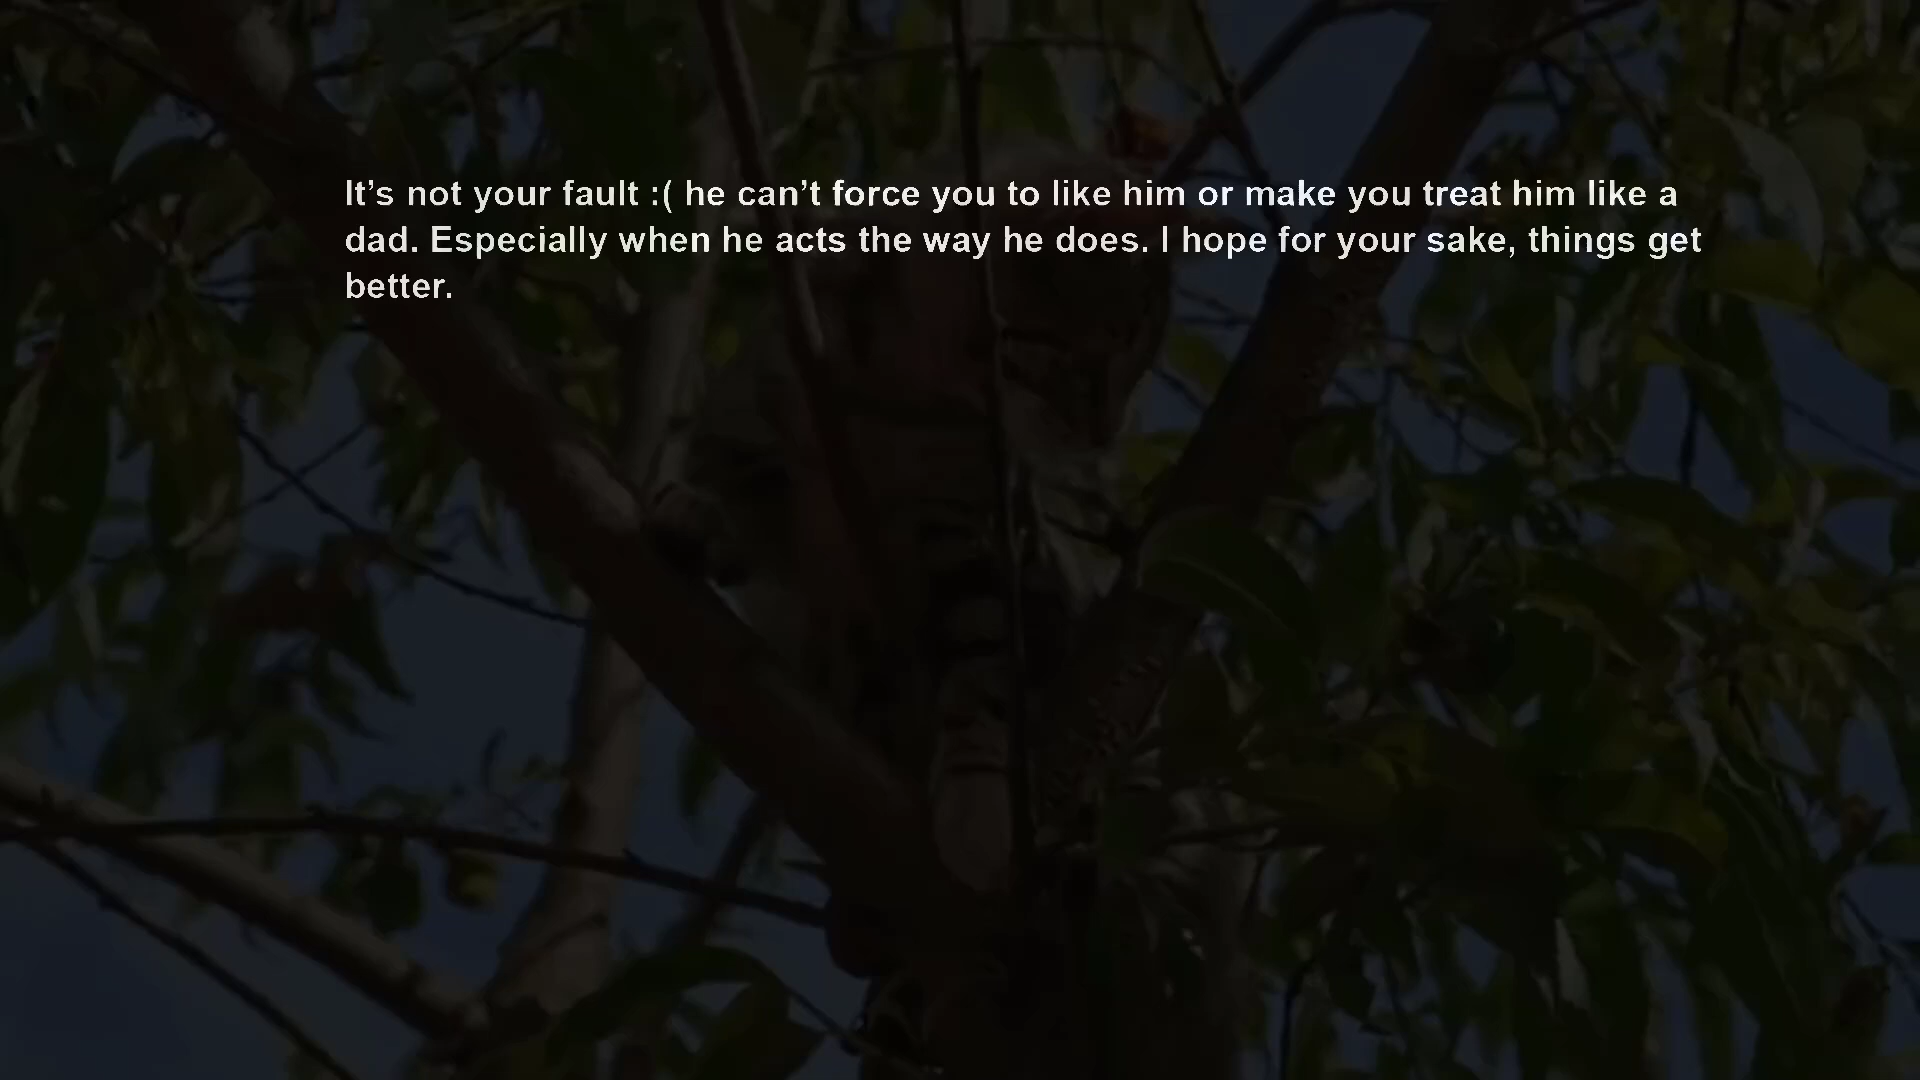 It’s not your fault :( he can’t force you to like him or make you treat him like a
dad. Especially when he acts the way he does. I hope for your sake, things get
better.